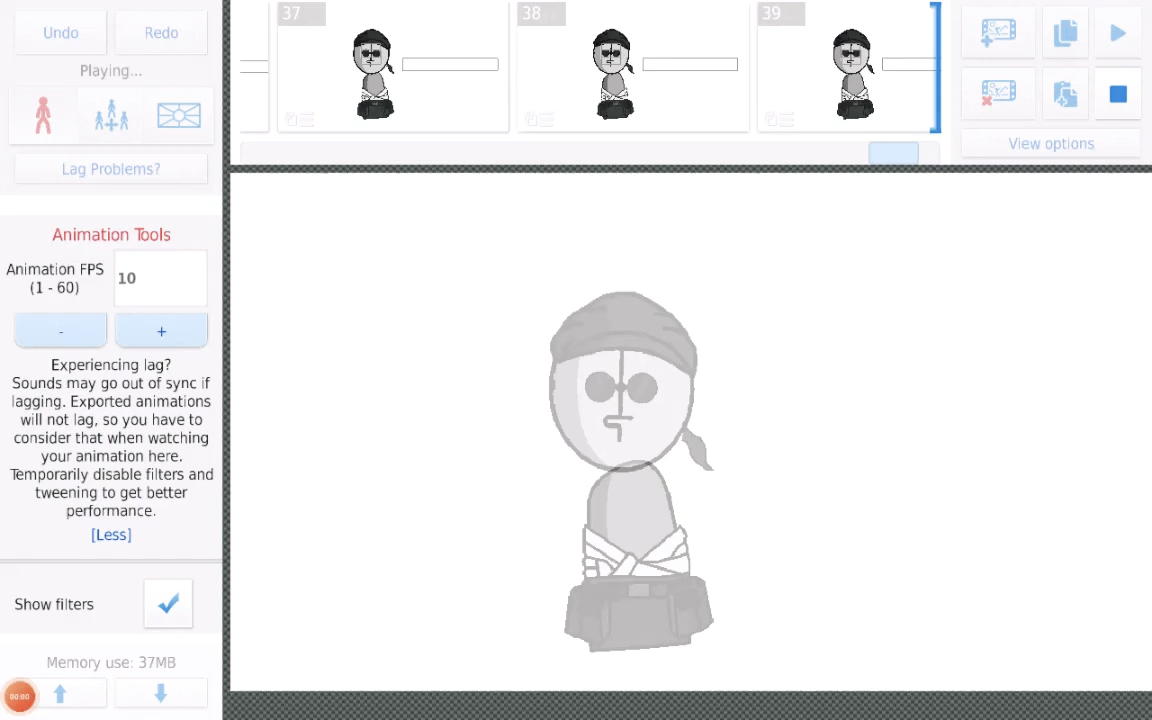 Undo
Redo
Playing...
Lag Problems?
Animation Tools
Animation FPS
(1 - 60)
10
-
+
Experiencing lag?
Sounds may go out of sync if
lagging. Exported animations
will not lag, so you have to
consider that when watching
your animation here.
Temporarily disable filters and
tweening to get better
performance.
[Less]
Show filters
Memory use: 37MB
00:00
37
38
39
View options